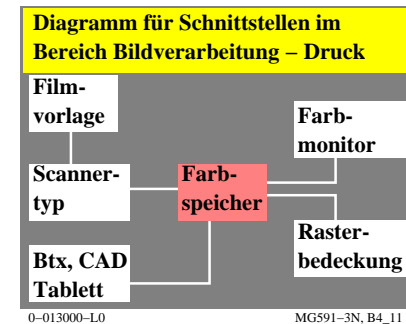 Diagramm für Schnittstellen im
Bereich Bildverarbeitung – Druck
Film-
vorlage
Farb-
monitor
Scanner-
typ
Farb-
speicher
Raster-
bedeckung
Btx, CAD
Tablett
0–013000–L0
MG591–3N, B4_11